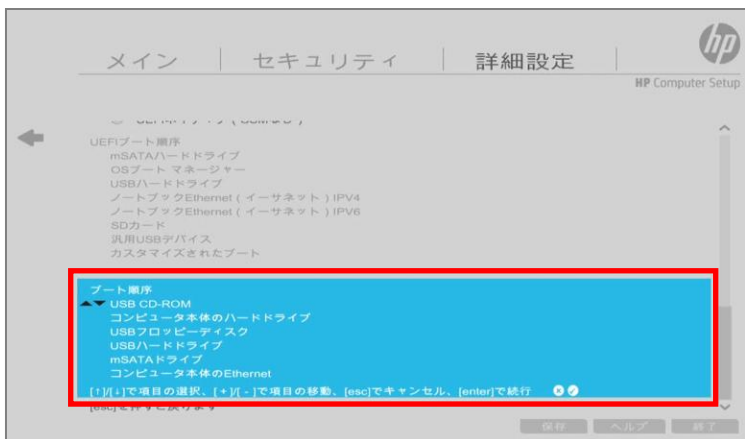 hp
メイン
セキュリティ
詳細設定
HP Computer Setup
UEFIブート順序
mSATAハードドライブ
OSブート マネージャー
USBハードドライブ
ノートブックEthernet ( イーサネット ) IPV4
ノートブックEthernet ( イーサネット ) IPV6
SDカード
汎用USBデバイス
カスタマイズされたブート
ブート順序
USB CD-ROM
コンピュータ本体のハードドライブ
USBフロッピーディスク
USBハードドライブ
mSATAドライブ
コンピュータ本体のEthernet
[↑]/[↓]で項目の選択、[+]/[-]で項目の移動、[esc]でキャンセル、[enter]で続行
[esc]を押すと戻ります
保存
ヘルプ
終了